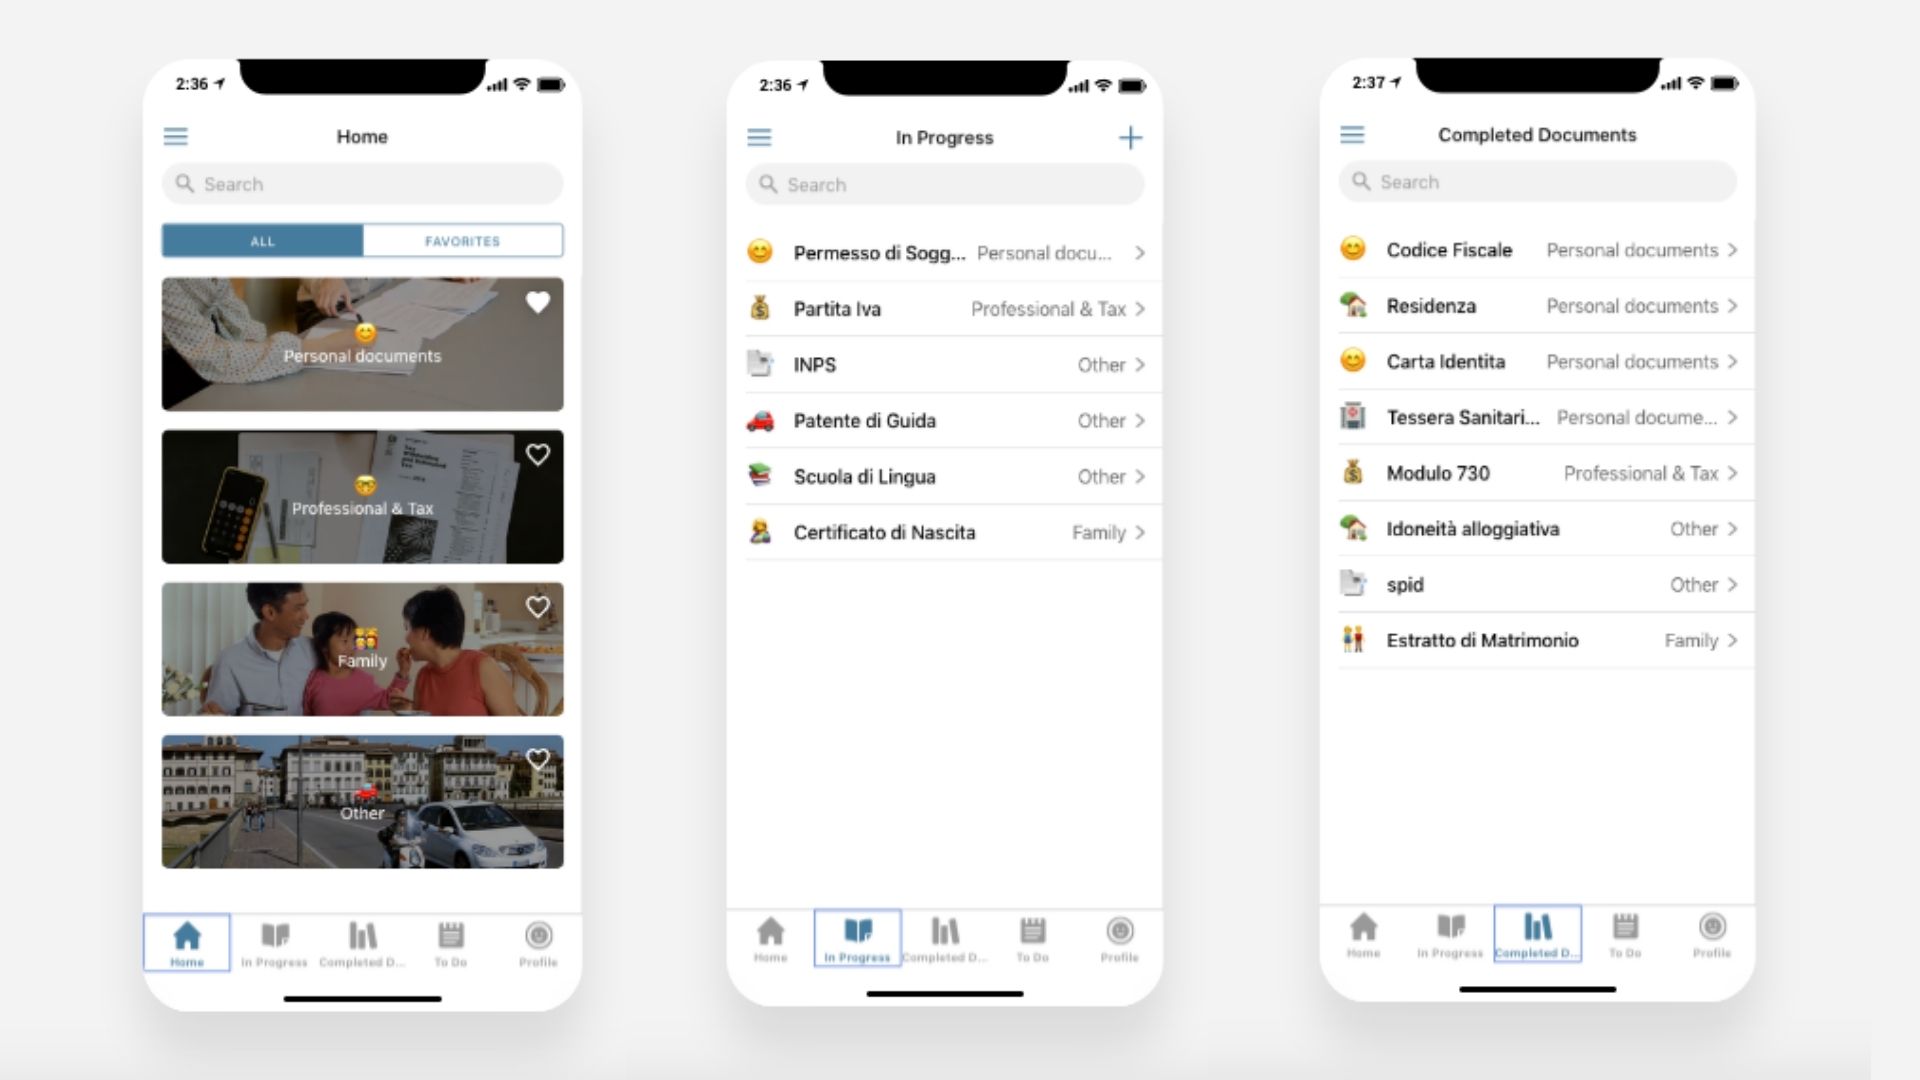 2:36
Home
Search
ALL
FAVORITES
Personal documents
Professional & Tax
Family
Other
Home
In Progress
Completed D...
To Do
Profile
2:36
In Progress
Search
Permesso di Sogg... Personal docu...
Partita Iva Professional & Tax
INPS Other
Patente di Guida Other
Scuola di Lingua Other
Certificato di Nascita Family
Home
In Progress
Completed D...
To Do
Profile
2:37
Completed Documents
Search
Codice Fiscale Personal documents
Residenza Personal documents
Carta Identita Personal documents
Tessera Sanitari... Personal docume...
Modulo 730 Professional & Tax
Idoneità alloggiativa Other
spid Other
Estratto di Matrimonio Family
Home
In Progress
Completed D...
To Do
Profile